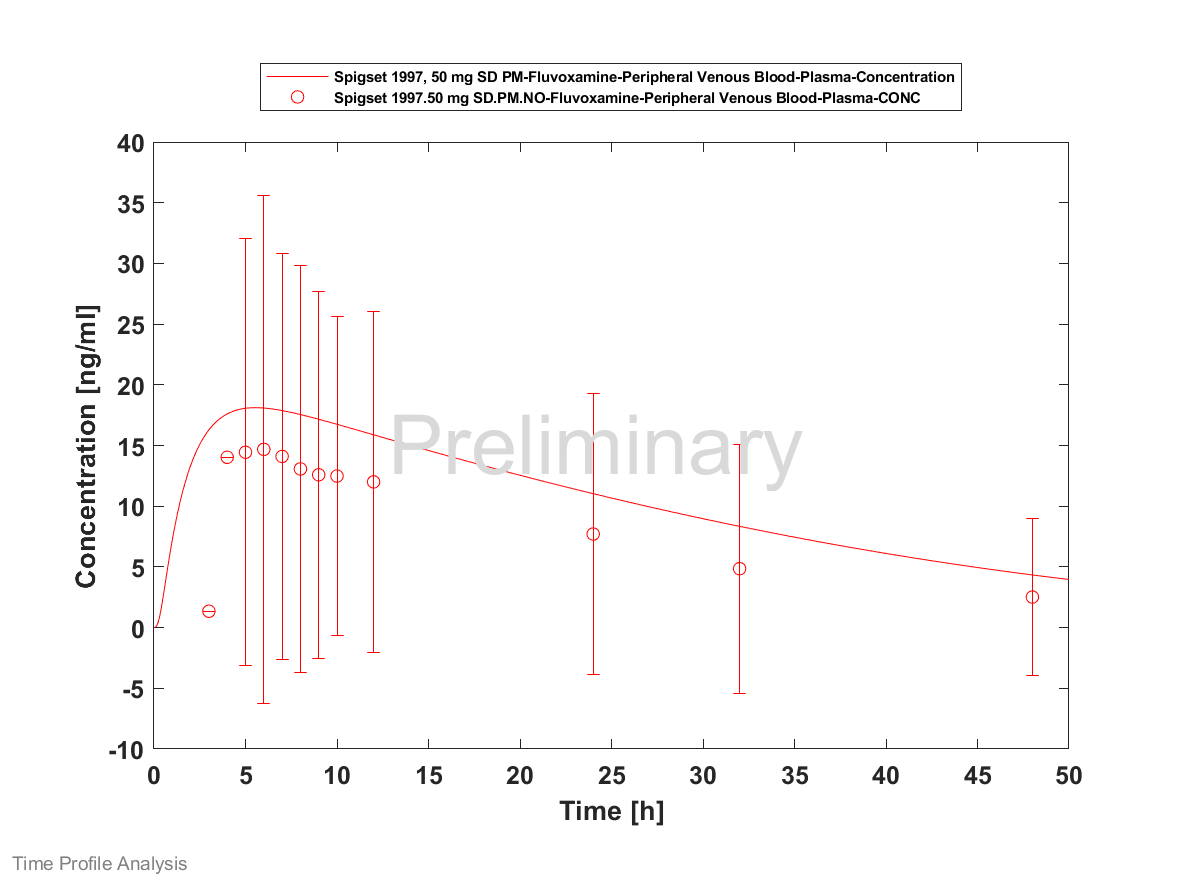 Spigset 1997, 50 mg SD PM-Fluvoxamine-Peripheral Venous Blood-Plasma-Concentration
Spigset 1997.50 mg SD.PM.NO-Fluvoxamine-Peripheral Venous Blood-Plasma-CONC
40
35
30
25
20
15
10
5
0
-5
-10
Concentration [ng/ml]
Preliminary
0 5 10 15 20 25 30 35 40 45 50
Time [h]
Time Profile Analysis